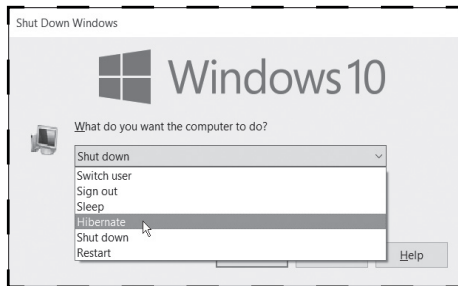 Shut Down Windows
Windows 10
What do you want the computer to do?
Shut down
Switch user
Sign out
Sleep
Hibernate
Shut down
Restart
Help